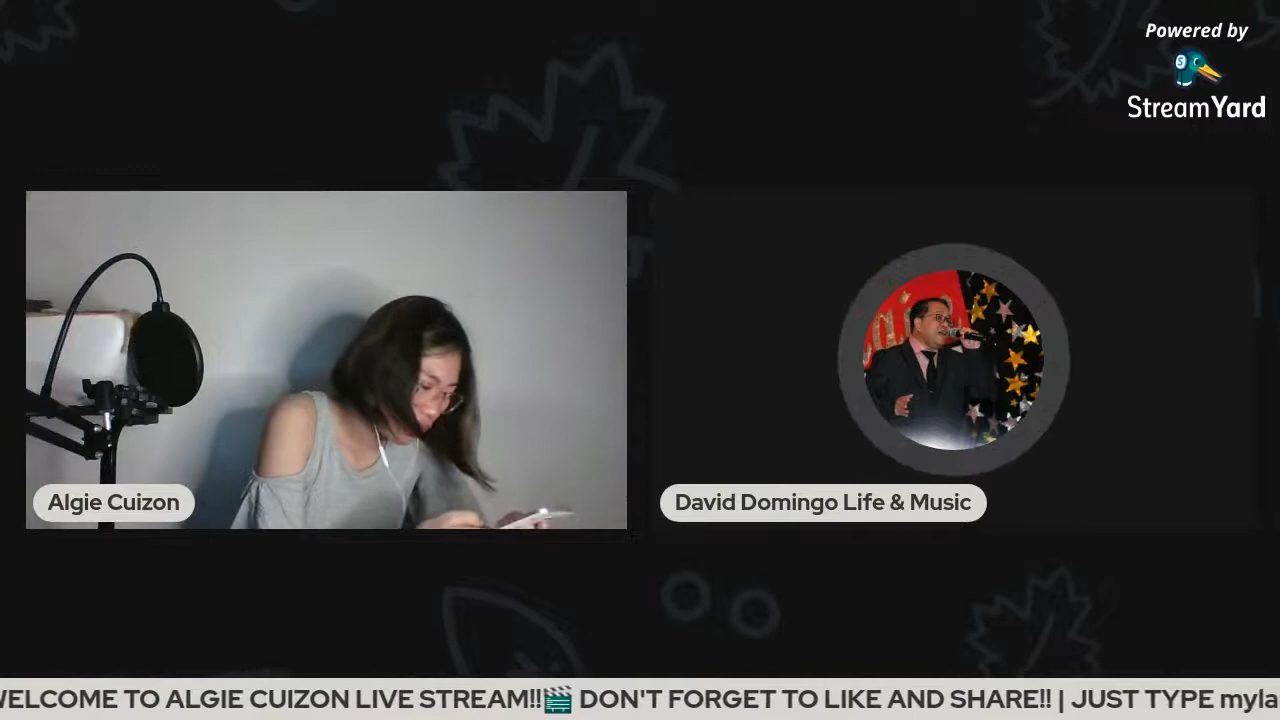 Powered by
StreamYard
Algie Cuizon
David Domingo Life & Music
WELCOME TO ALGIE CUIZON LIVE STREAM!!🎬 DON'T FORGET TO LIKE AND SHARE!! | JUST TYPE myla